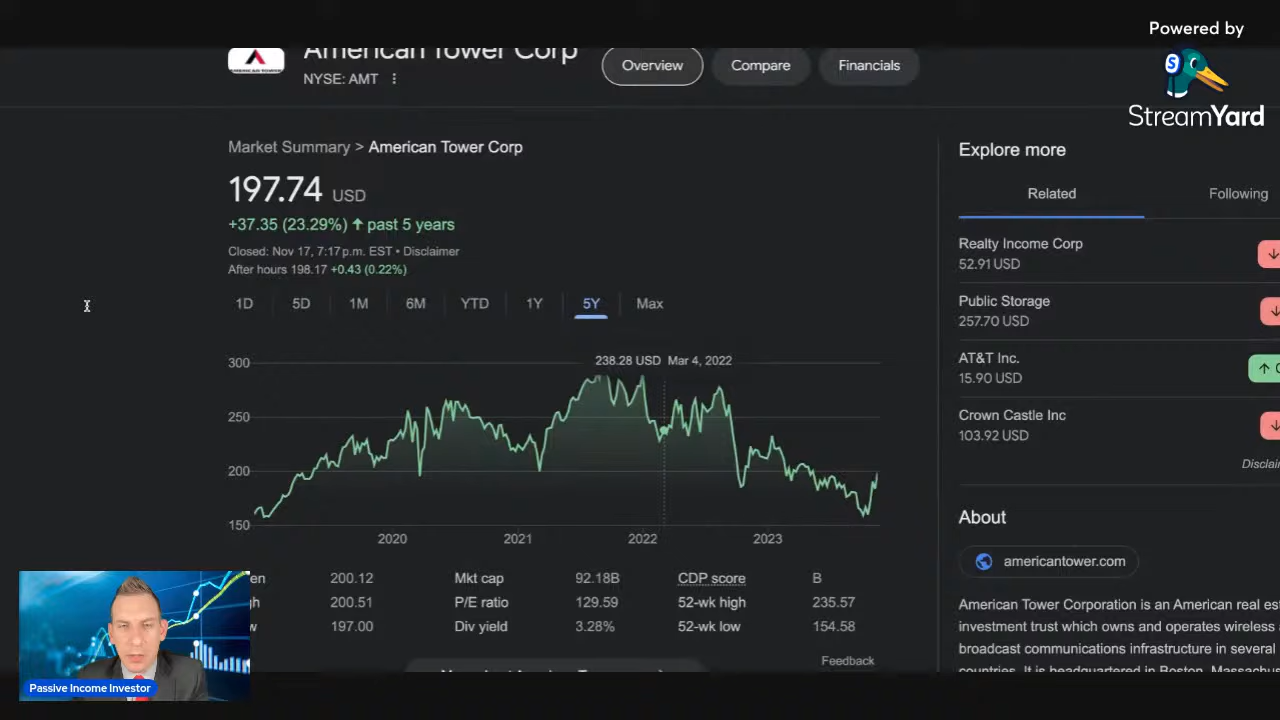 Powered by
StreamYard
American Tower Corp
NYSE: AMT
Overview
Compare
Financials
Market Summary > American Tower Corp
197.74 USD
+37.35 (23.29%) ↑ past 5 years
Closed: Nov 17, 7:17 p.m. EST • Disclaimer
After hours 198.17 +0.43 (0.22%)
1D 5D 1M 6M YTD 1Y 5Y Max
238.28 USD Mar 4, 2022
300
250
200
150
2020 2021 2022 2023
200.12 Mkt cap 92.18B CDP score B
200.51 P/E ratio 129.59 52-wk high 235.57
197.00 Div yield 3.28% 52-wk low 154.58
Feedback
Explore more
Related Following
Realty Income Corp
52.91 USD
Public Storage
257.70 USD
AT&T Inc.
15.90 USD
Crown Castle Inc
103.92 USD
About
americantower.com
American Tower Corporation is an American real
investment trust which owns and operates wireless
broadcast communications infrastructure in several
countries. It is headquartered in Boston,
Passive Income Investor